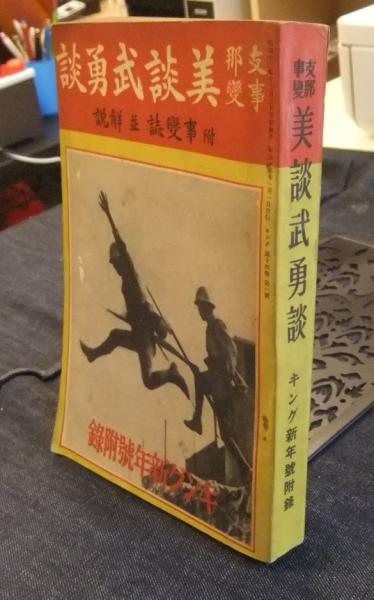 支那事變
美談武勇談
附 事變誌並解説
キング新年號附錄
支那事變
美談武勇談
キング新年號附錄